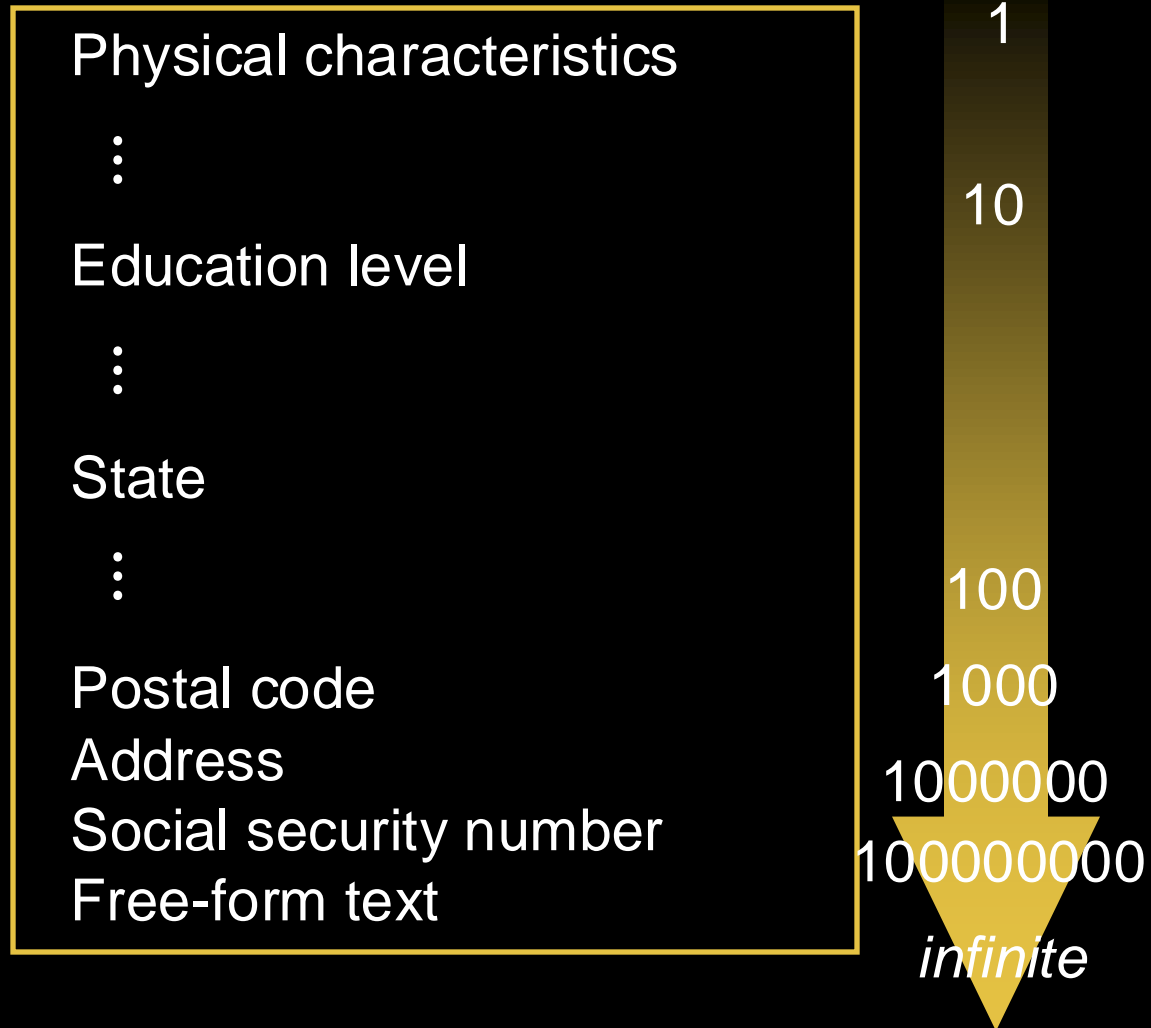 Physical characteristics
⋮
Education level
⋮
State
⋮
Postal code
Address
Social security number
Free-form text
1
10
100
1000
1000000
100000000
infinite